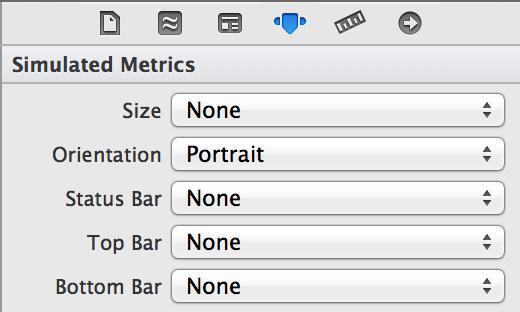 Simulated Metrics
Size None
Orientation Portrait
Status Bar None
Top Bar None
Bottom Bar None